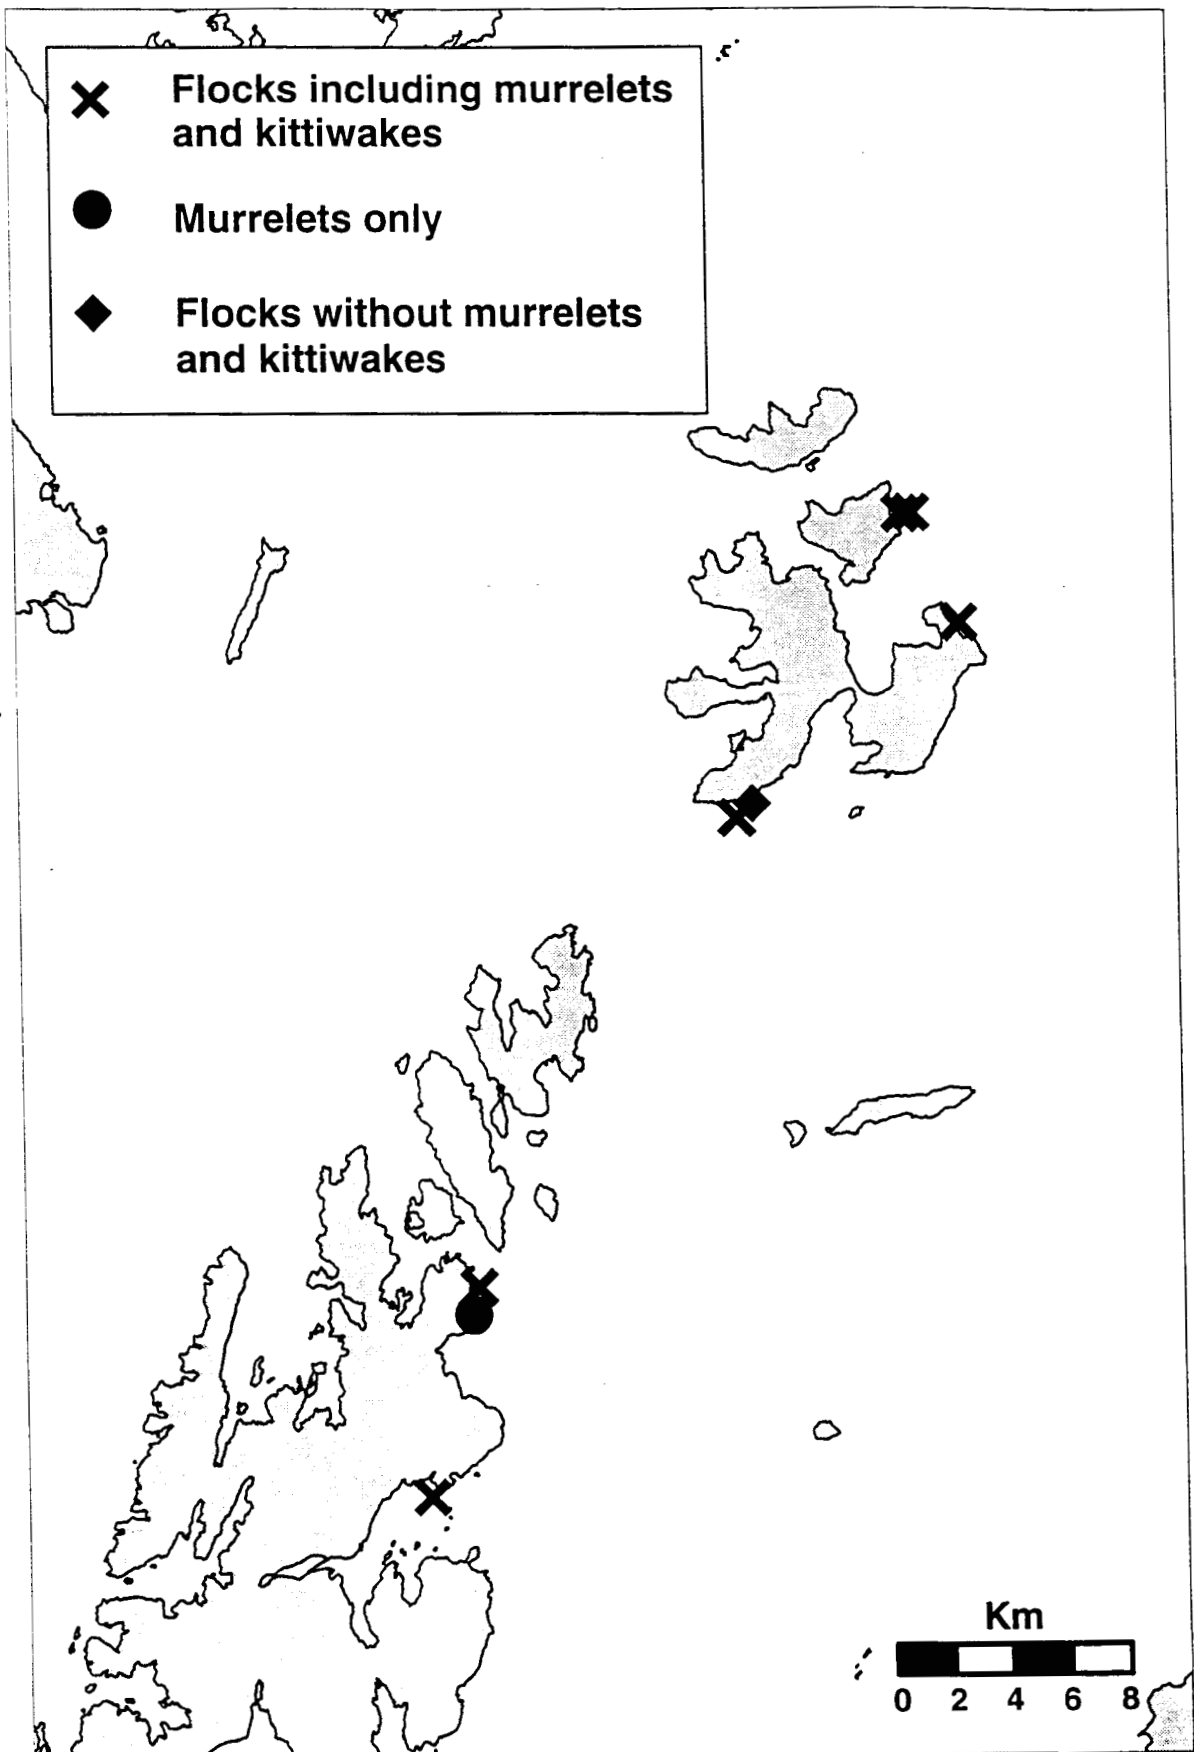 Flocks including murrelets
and kittiwakes
Murrelets only
Flocks without murrelets
and kittiwakes
Km
0 2 4 6 8